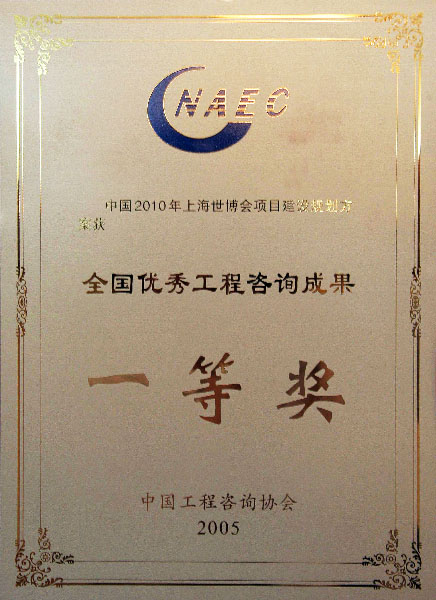 CNAEC
中国2010年上海世博会项目建设规划方
案获
全国优秀工程咨询成果
一等奖
中国工程咨询协会
2005